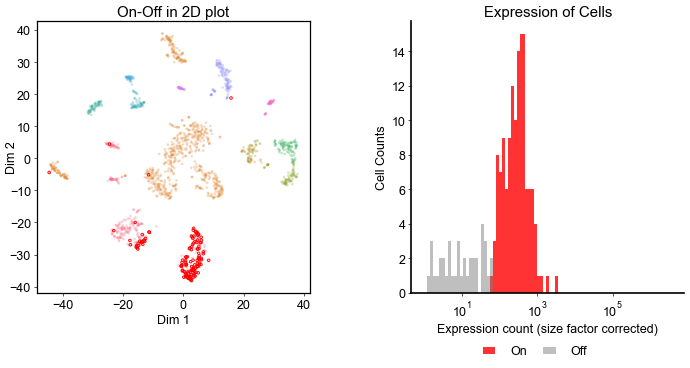 On-Off in 2D plot
40
30
20
10
0
−10
−20
−30
−40
Dim 2
−40 −20 0 20 40
Dim 1
Expression of Cells
14
12
10
8
6
4
2
0
Cell Counts
10^1 10^3 10^5
Expression count (size factor corrected)
On Off